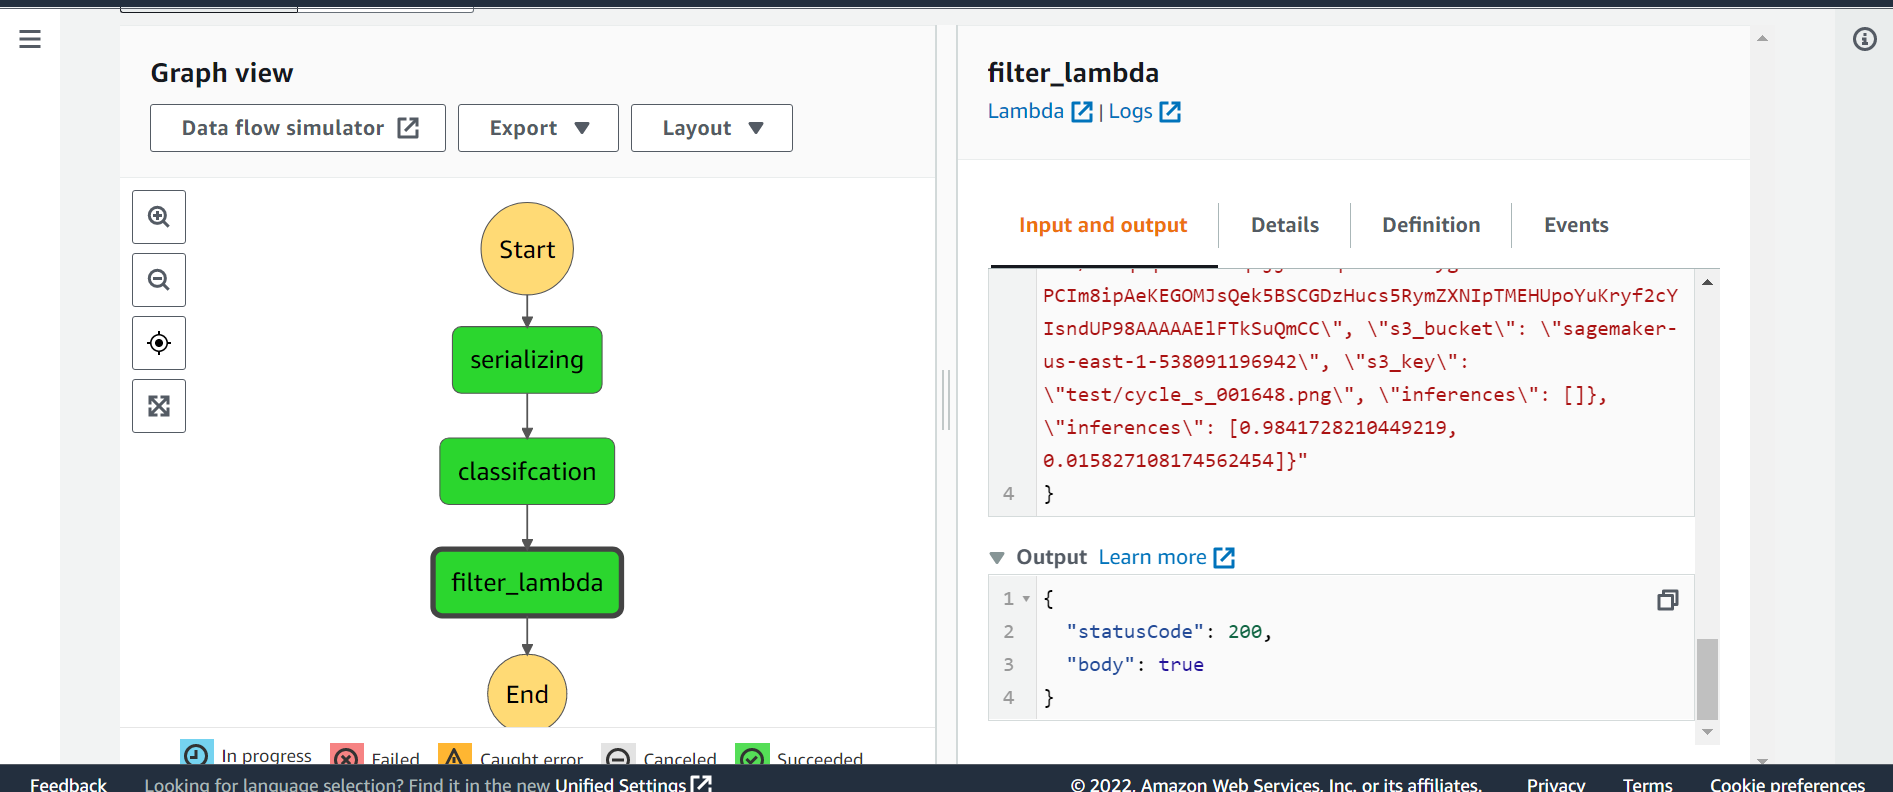 Graph view
Data flow simulator
Export
Layout
Start
serializing
classifcation
filter_lambda
End
In progress
Failed
Caught error
Canceled
Succeeded
filter_lambda
Lambda | Logs
Input and output
Details
Definition
Events
PCIm8ipAeKEGOMJsQek5BSCGDzHucs5RymZXNIpTMEHUpoYuKryf2cY
IsndUP98AAAAAElFTkSuQmCC\", \"s3_bucket\": \"sagemaker-
us-east-1-538091196942\", \"s3_key\":
\"test/cycle_s_001648.png\", \"inferences\": []},
\"inferences\": [0.9841728210449219,
0.015827108174562454]}"
4 }
Output Learn more
1 {
2 "statusCode": 200,
3 "body": true
4 }
Feedback
Looking for language selection? Find it in the new Unified Settings
© 2022, Amazon Web Services, Inc. or its affiliates.
Privacy
Terms
Cookie preferences